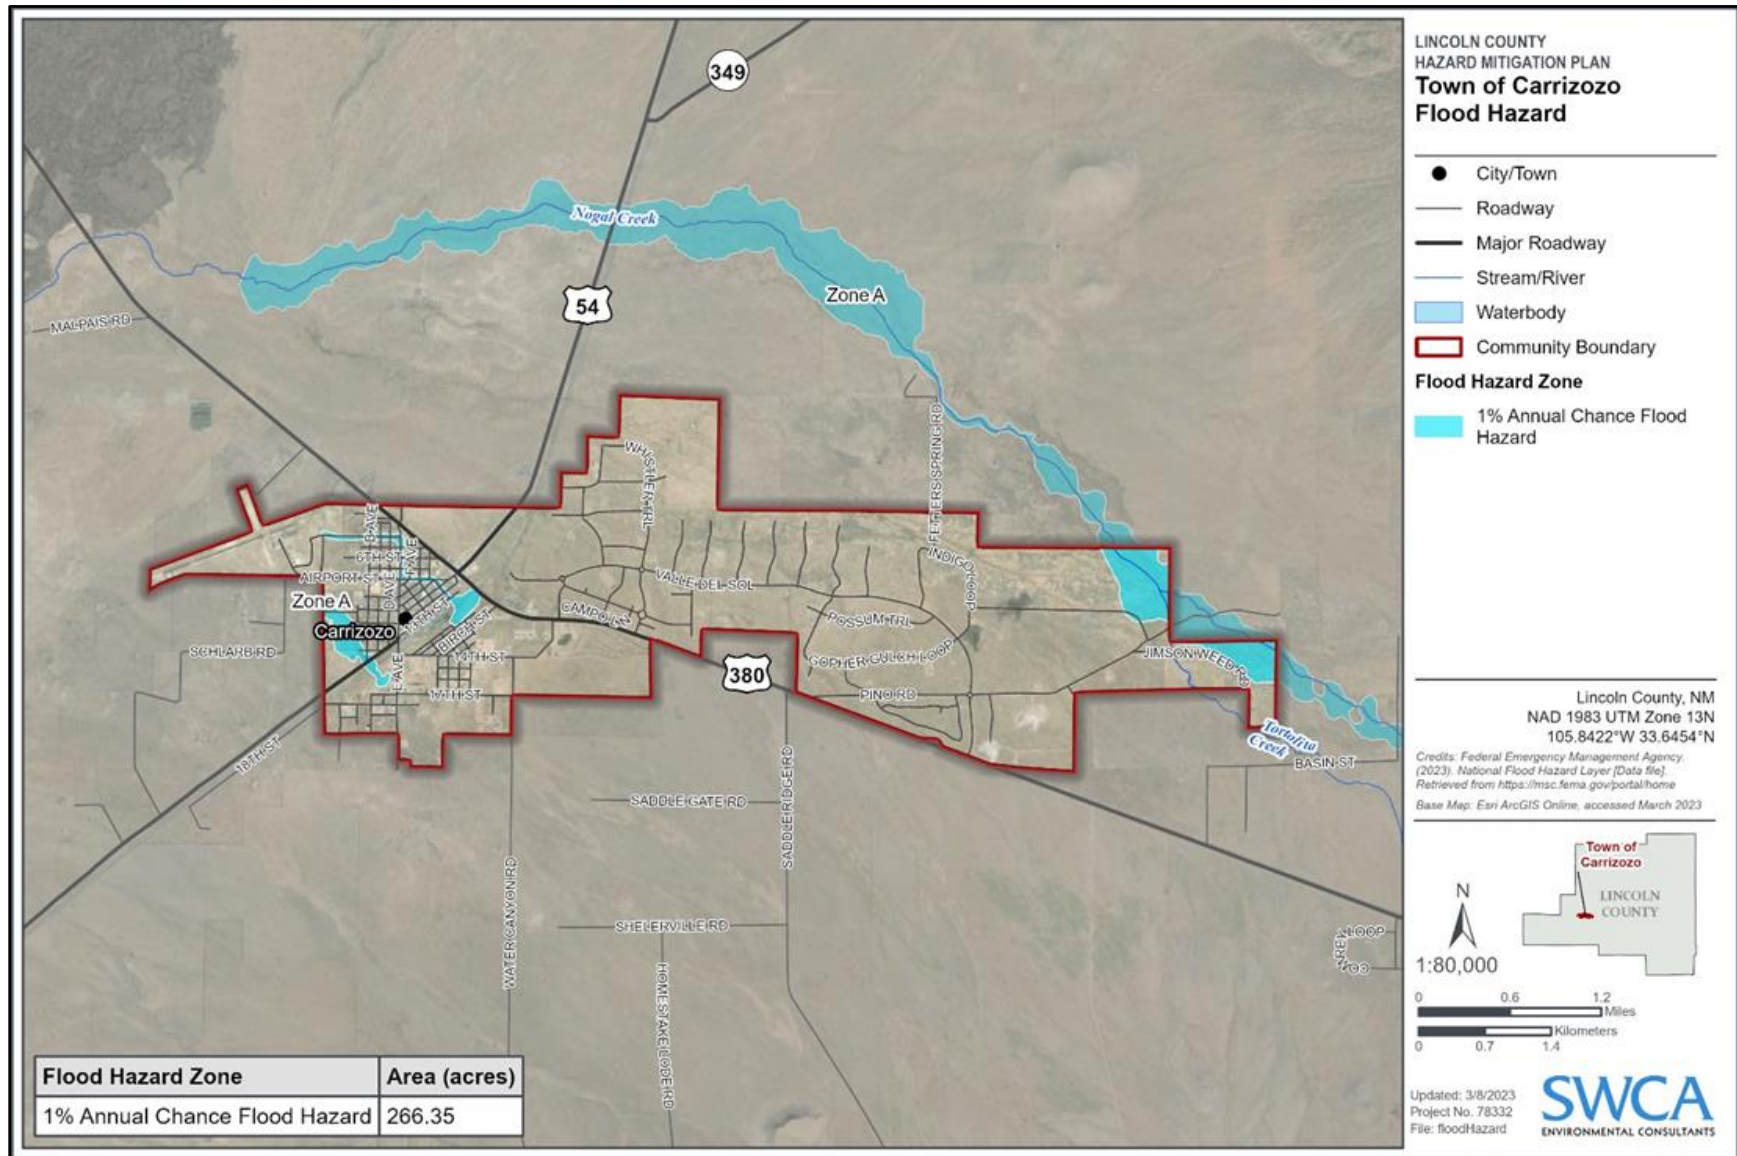 349
Nogal Creek
Zone A
54
MALPAIS RD
FETTERS SPRING RD
WHISTLER TRL
D AVE
F AVE
6TH ST
AIRPORT ST
D AVE
Zone A
13TH ST
Carrizozo
BIRCH ST
14TH ST
SCHLARB RD
L AVE
17TH ST
18TH ST
INDIGO LOOP
VALLE DEL SOL
CAMPO LN
POSSUM TRL
GOPHER GULCH LOOP
JIMSON WEED RD
380
PINO RD
Tortolita
Creek
BASIN ST
SADDLE GATE RD
SADDLE RIDGE RD
WATER CANYON RD
SHELERVILLE RD
HOMESTAKE LODE RD
LOOP
Flood Hazard Zone Area (acres)
1% Annual Chance Flood Hazard 266.35
LINCOLN COUNTY
HAZARD MITIGATION PLAN
Town of Carrizozo
Flood Hazard
City/Town
Roadway
Major Roadway
Stream/River
Waterbody
Community Boundary
Flood Hazard Zone
1% Annual Chance Flood
Hazard
Lincoln County, NM
NAD 1983 UTM Zone 13N
105.8422°W 33.6454°N
Credits: Federal Emergency Management Agency.
(2023). National Flood Hazard Layer [Data file].
Retrieved from https://msc.fema.gov/portal/home
Base Map: Esri ArcGIS Online, accessed March 2023
Town of
Carrizozo
LINCOLN
COUNTY
N
1:80,000
0 0.6 1.2
Miles
Kilometers
0 0.7 1.4
Updated: 3/8/2023
Project No. 78332
File: floodHazard
SWCA
ENVIRONMENTAL CONSULTANTS